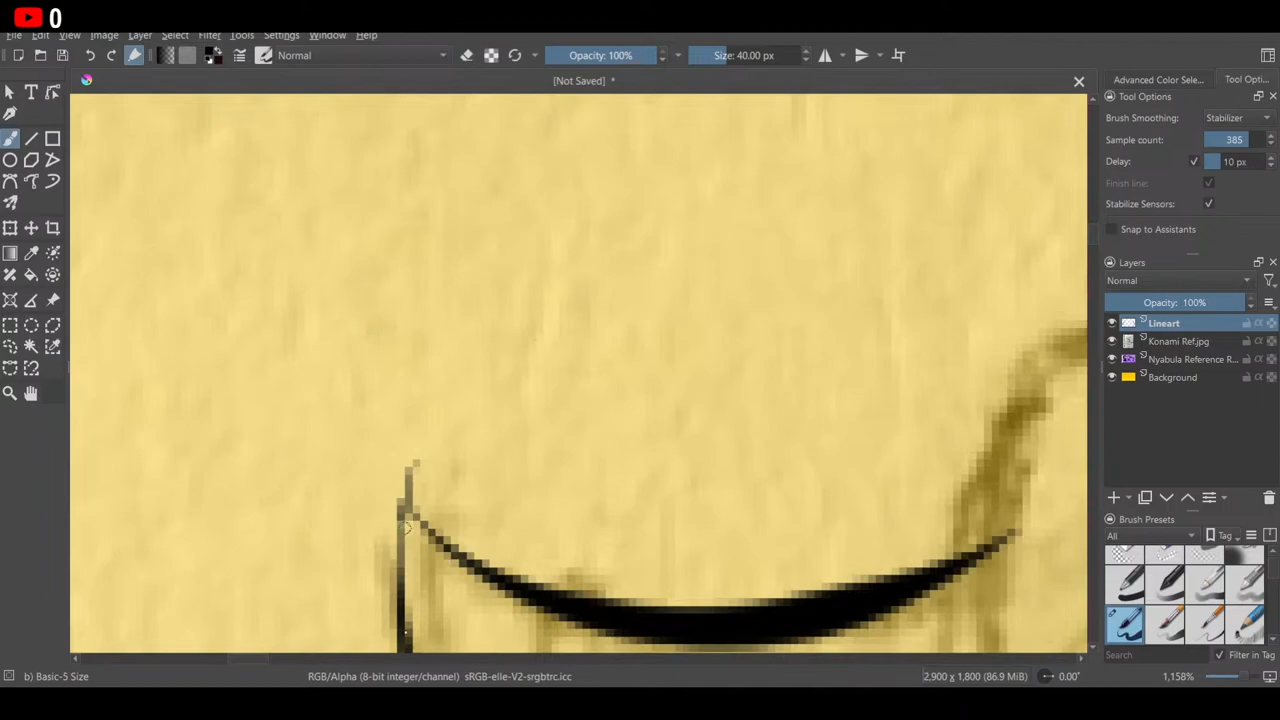 0
File Edit View Image Layer Select Filter Tools Settings Window Help
Normal
Opacity: 100%
Size: 40.00 px
[Not Saved] *
Advanced Color Sele...
Tool Opti...
Tool Options
Brush Smoothing:
Stabilizer
Sample count:
385
Delay:
10 px
Finish line:
Stabilize Sensors:
Snap to Assistants
Layers
Normal
Opacity: 100%
Lineart
Konami Ref.jpg
Nyabula Reference R...
Background
Brush Presets
All
Tag
Search
Filter in Tag
b) Basic-5 Size
RGB/Alpha (8-bit integer/channel) sRGB-elle-V2-srgbtrc.icc
2,900 x 1,800 (86.9 MiB)
0.00°
1,158%